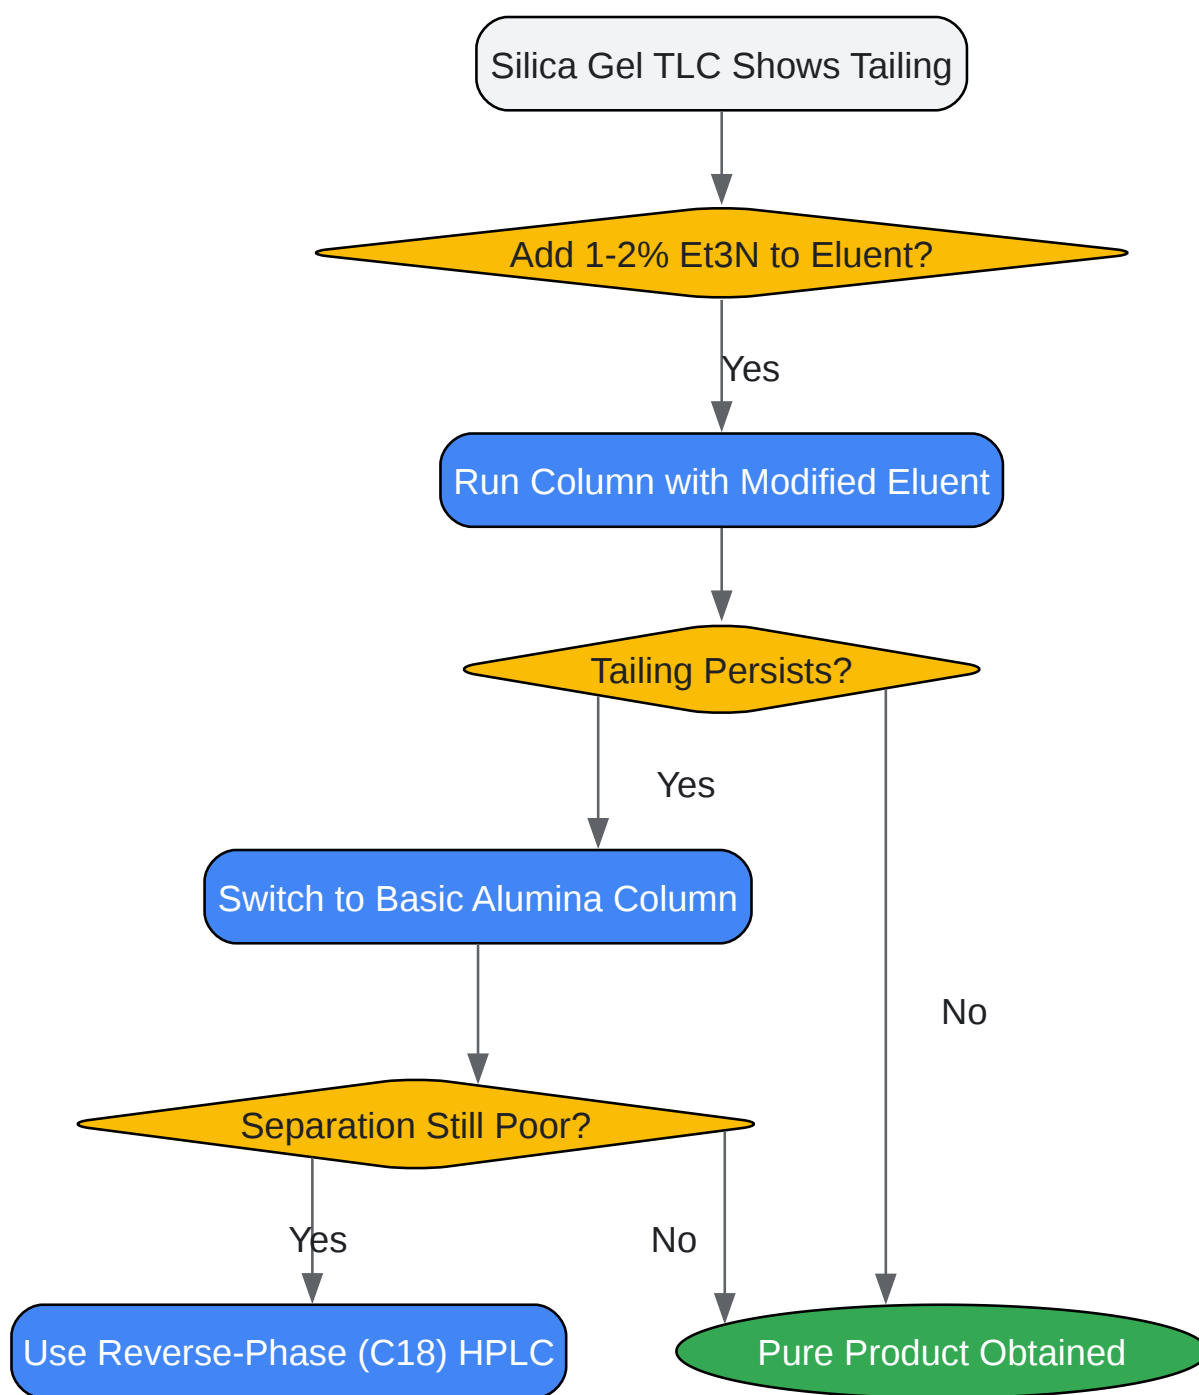 Silica Gel TLC Shows Tailing
Add 1-2% Et3N to Eluent?
Yes
Run Column with Modified Eluent
Tailing Persists?
Yes
Switch to Basic Alumina Column
No
Separation Still Poor?
Yes
No
Use Reverse-Phase (C18) HPLC
Pure Product Obtained